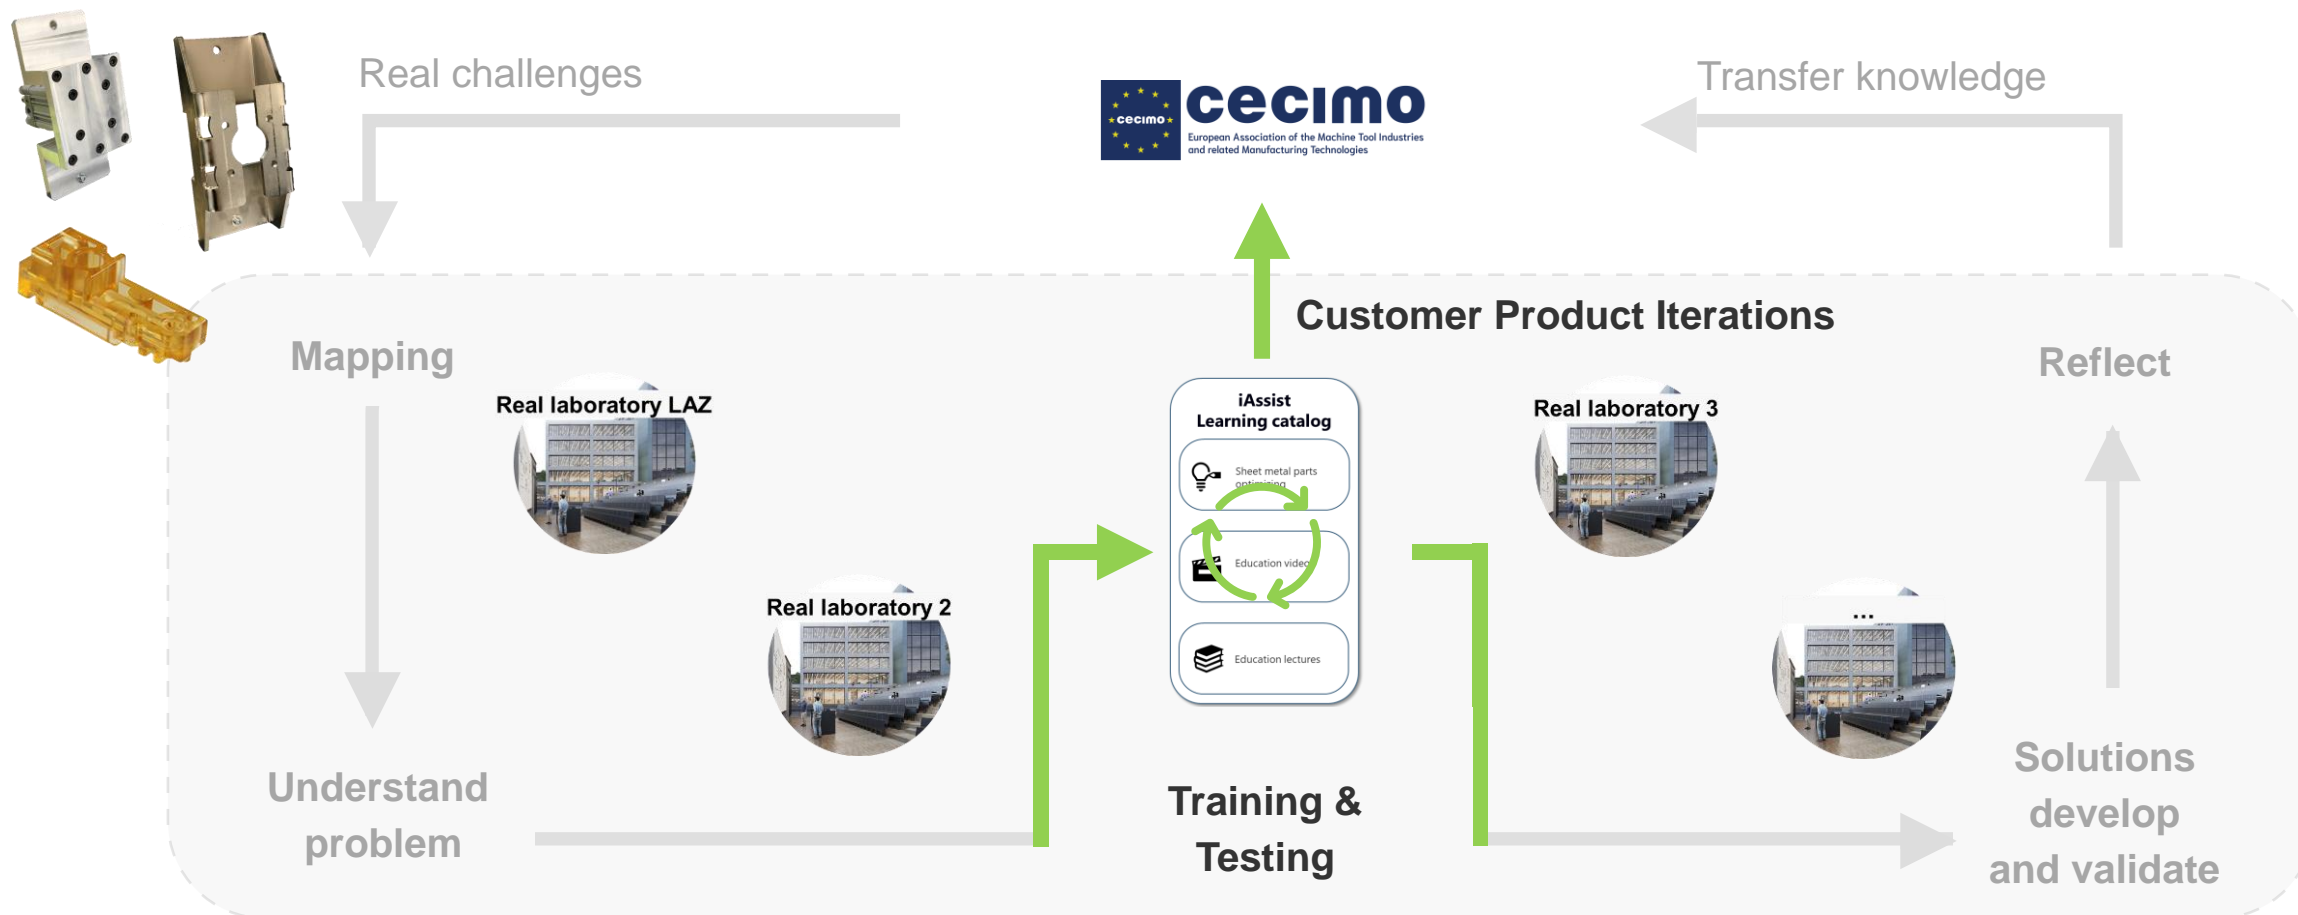 Real challenges
cecimo
cecimo
European Association of the Machine Tool Industries
and related Manufacturing Technologies
Transfer knowledge
Customer Product Iterations
Mapping
Reflect
Real laboratory LAZ
iAssist
Learning catalog
Real laboratory 3
Sheet metal parts
optimising
Education video
Real laboratory 2
...
Education lectures
Understand
problem
Training &
Testing
Solutions
develop
and validate